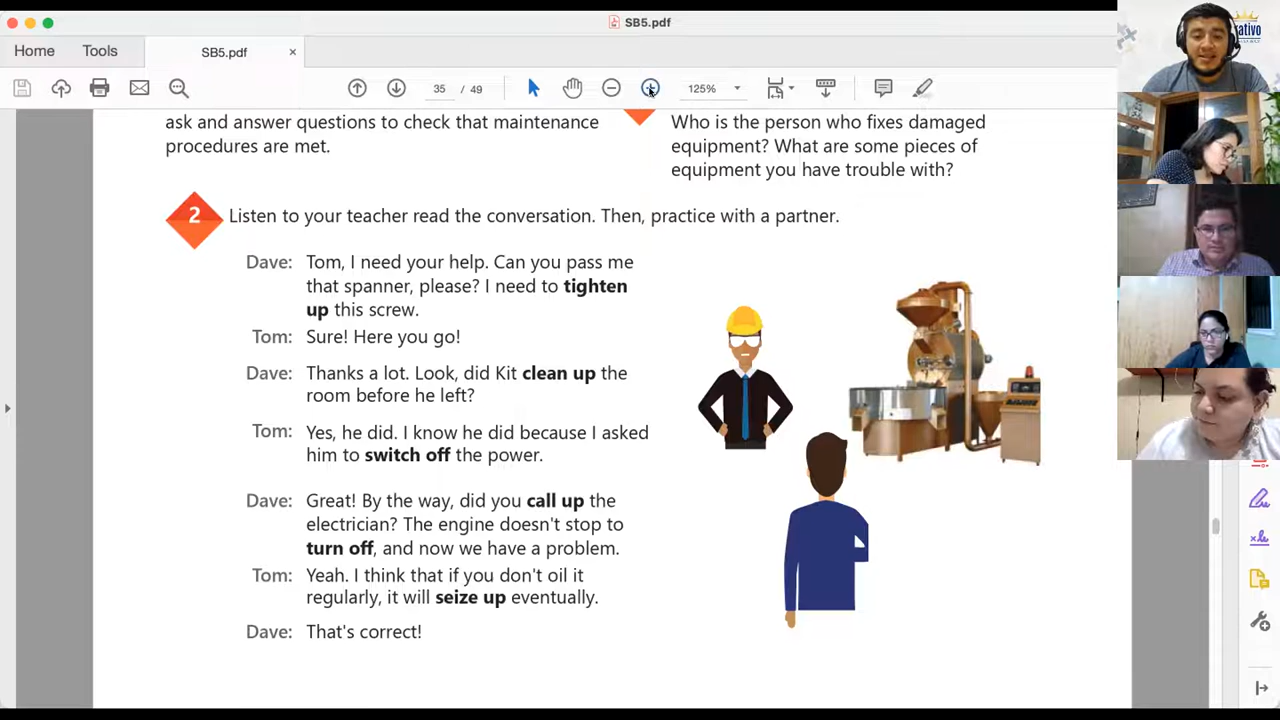 SB5.pdf
Home
Tools
SB5.pdf
×
35 / 49
125%
rativo
ask and answer questions to check that maintenance
procedures are met.
Who is the person who fixes damaged
equipment? What are some pieces of
equipment you have trouble with?
2
Listen to your teacher read the conversation. Then, practice with a partner.
Dave: Tom, I need your help. Can you pass me
that spanner, please? I need to tighten
up this screw.
Tom: Sure! Here you go!
Dave: Thanks a lot. Look, did Kit clean up the
room before he left?
Tom: Yes, he did. I know he did because I asked
him to switch off the power.
Dave: Great! By the way, did you call up the
electrician? The engine doesn't stop to
turn off, and now we have a problem.
Tom: Yeah. I think that if you don't oil it
regularly, it will seize up eventually.
Dave: That's correct!